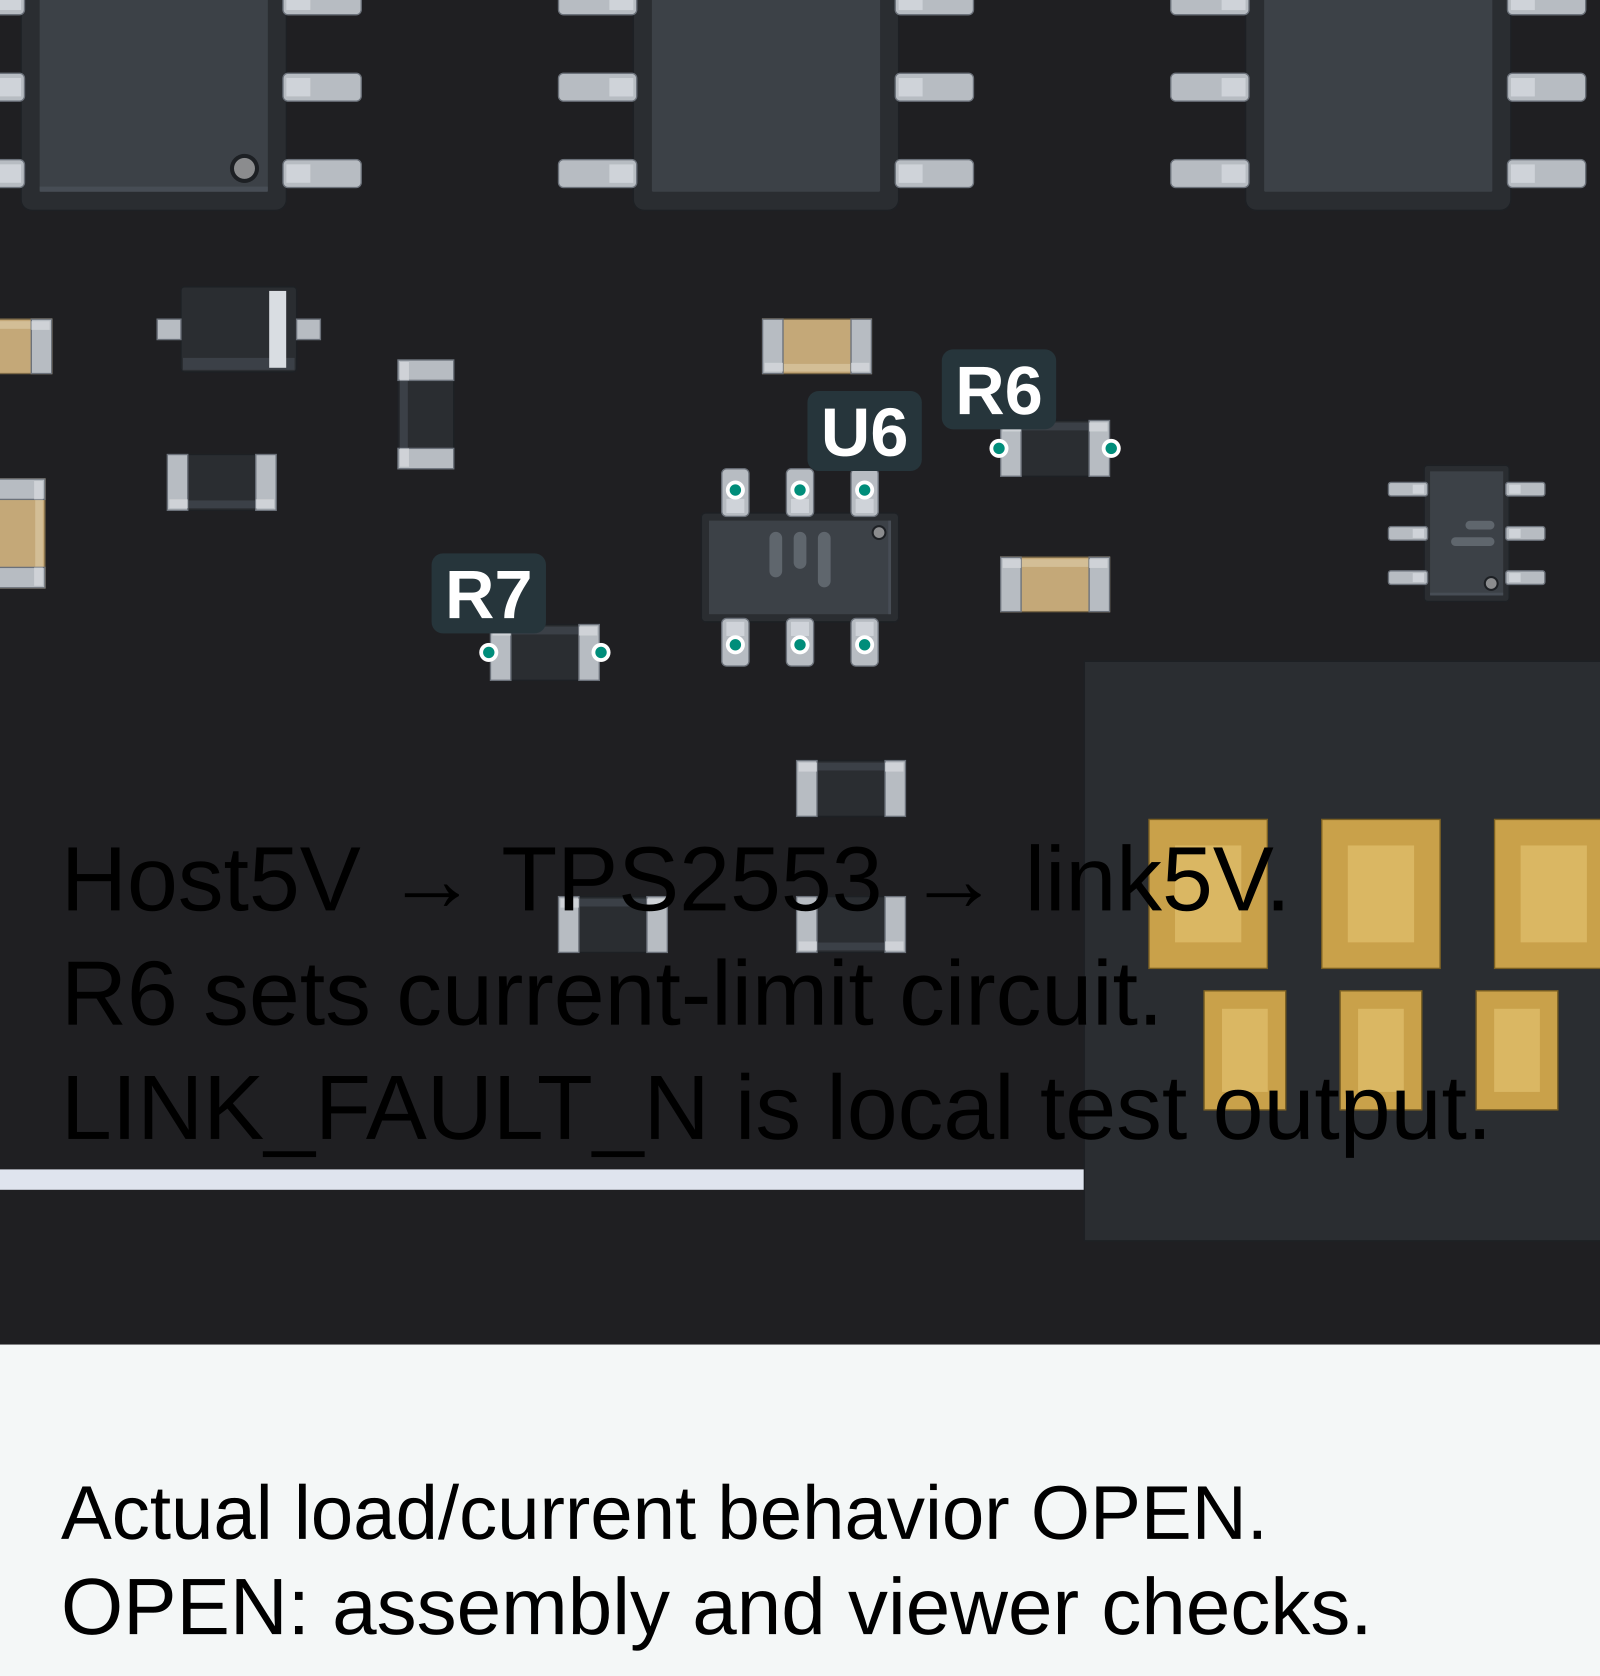 R6
U6
R7
Host5V → TPS2553 → link5V.
R6 sets current-limit circuit.
LINK_FAULT_N is local test output.
Actual load/current behavior OPEN.
OPEN: assembly and viewer checks.